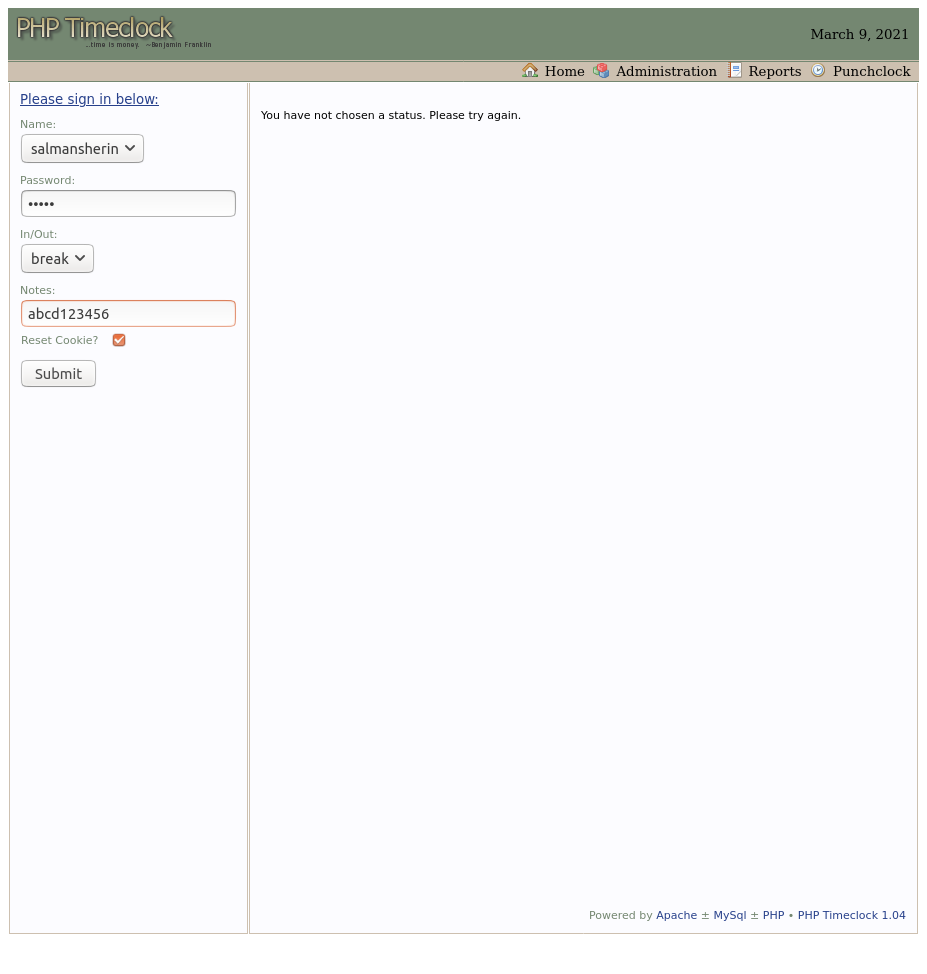 PHP Timeclock
...time is money. ~Benjamin Franklin
March 9, 2021
Home Administration Reports Punchclock
Please sign in below:
Name:
salmansherin
Password:
•••••
In/Out:
break
Notes:
abcd123456
Reset Cookie?
Submit
You have not chosen a status. Please try again.
Powered by Apache ± MySql ± PHP • PHP Timeclock 1.04